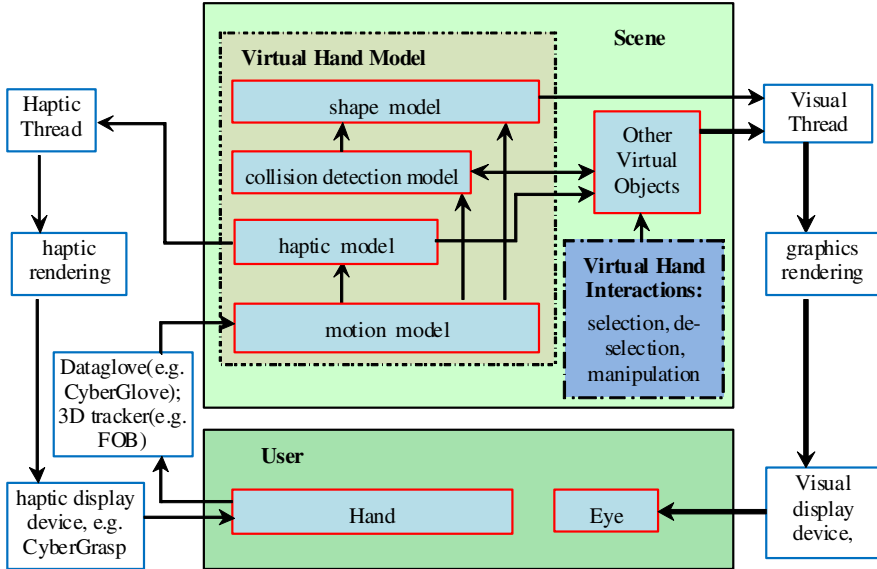 Scene
Virtual Hand Model
shape model
Haptic
Thread
Visual
Thread
Other
Virtual
Objects
collision detection model
haptic model
haptic
rendering
graphics
rendering
Virtual Hand
Interactions:
selection, de-
selection,
manipulation
motion model
Dataglove(e.g.
CyberGlove);
3D tracker(e.g.
FOB)
User
haptic display
device, e.g.
CyberGrasp
Hand
Eye
Visual
display
device,